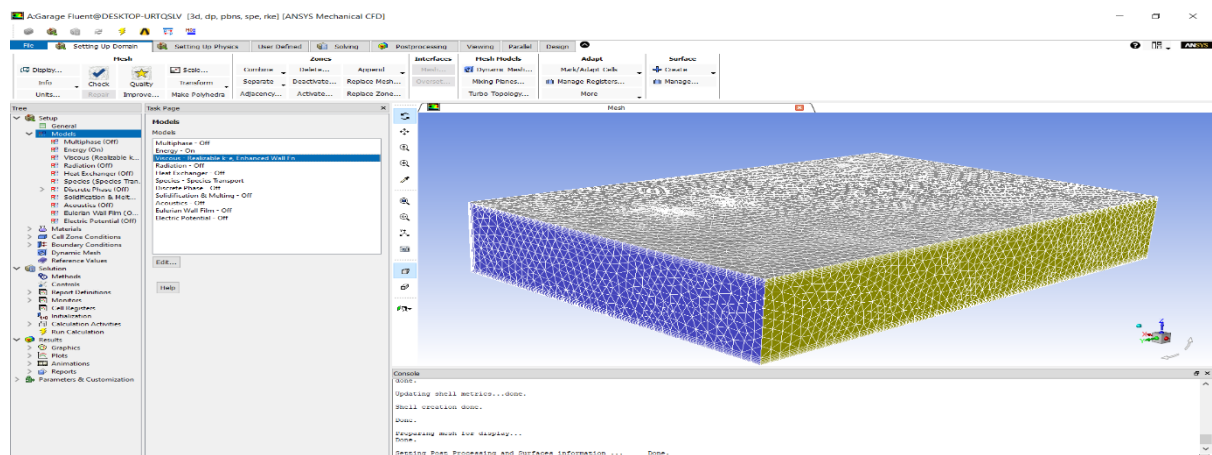 A:Garage Fluent@DESKTOP-URTQSLV [3d, dp, pbns, spe, rke] [ANSYS Mechanical CFD]
File Setting Up Domain Setting Up Physics User Defined Solving Postprocessing Viewing Parallel Design
ANSYS
Mesh Zones Interfaces Mesh Models Adapt Surface
Display... Scale... Combine Delete... Append Mesh... Dynamic Mesh... Mark/Adapt Cells Create
Info Check Quality Transform Separate Deactivate... Replace Mesh... Overset... Mixing Planes... Manage Registers... Manage...
Units... Repair Improve... Make Polyhedra Adjacency... Activate... Replace Zone... Turbo Topology... More
Tree
Setup
General
Models
Multiphase (Off)
Energy (On)
Viscous (Realizable k...
Radiation (Off)
Heat Exchanger (Off)
Species (Species Tran...
Discrete Phase (Off)
Solidification & Melt...
Acoustics (Off)
Eulerian Wall Film (O...
Electric Potential (Off)
Materials
Cell Zone Conditions
Boundary Conditions
Dynamic Mesh
Reference Values
Solution
Methods
Controls
Report Definitions
Monitors
Cell Registers
Initialization
Calculation Activities
Run Calculation
Results
Graphics
Plots
Animations
Reports
Parameters & Customization
Task Page
Models
Models
Multiphase - Off
Energy - On
Viscous - Realizable k-e, Enhanced Wall Fn
Radiation - Off
Heat Exchanger - Off
Species - Species Transport
Discrete Phase - Off
Solidification & Melting - Off
Acoustics - Off
Eulerian Wall Film - Off
Electric Potential - Off
Edit...
Help
Mesh
Console
done.
Updating shell metrics...done.
Shell creation done.
Done.
Preparing mesh for display...
Done.
Setting Post Processing and Surfaces information ... Done.